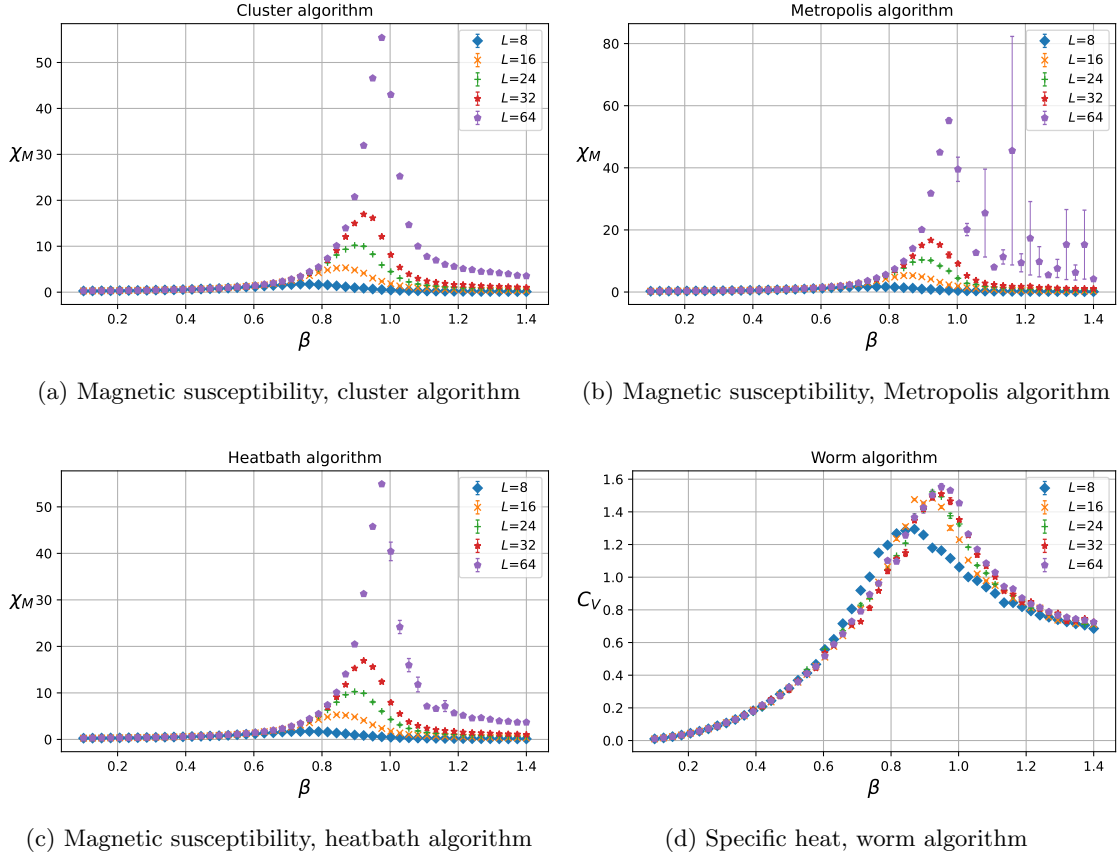 Cluster algorithm
50
40
χM 30
20
10
0
0.2 0.4 0.6 0.8 1.0 1.2 1.4
β
L=8
L=16
L=24
L=32
L=64
(a) Magnetic susceptibility, cluster algorithm
Metropolis algorithm
80
60
χM
40
20
0
0.2 0.4 0.6 0.8 1.0 1.2 1.4
β
L=8
L=16
L=24
L=32
L=64
(b) Magnetic susceptibility, Metropolis algorithm
Heatbath algorithm
50
40
χM 30
20
10
0
0.2 0.4 0.6 0.8 1.0 1.2 1.4
β
L=8
L=16
L=24
L=32
L=64
(c) Magnetic susceptibility, heatbath algorithm
Worm algorithm
1.6
1.4
1.2
1.0
CV
0.8
0.6
0.4
0.2
0.0
0.2 0.4 0.6 0.8 1.0 1.2 1.4
β
L=8
L=16
L=24
L=32
L=64
(d) Specific heat, worm algorithm